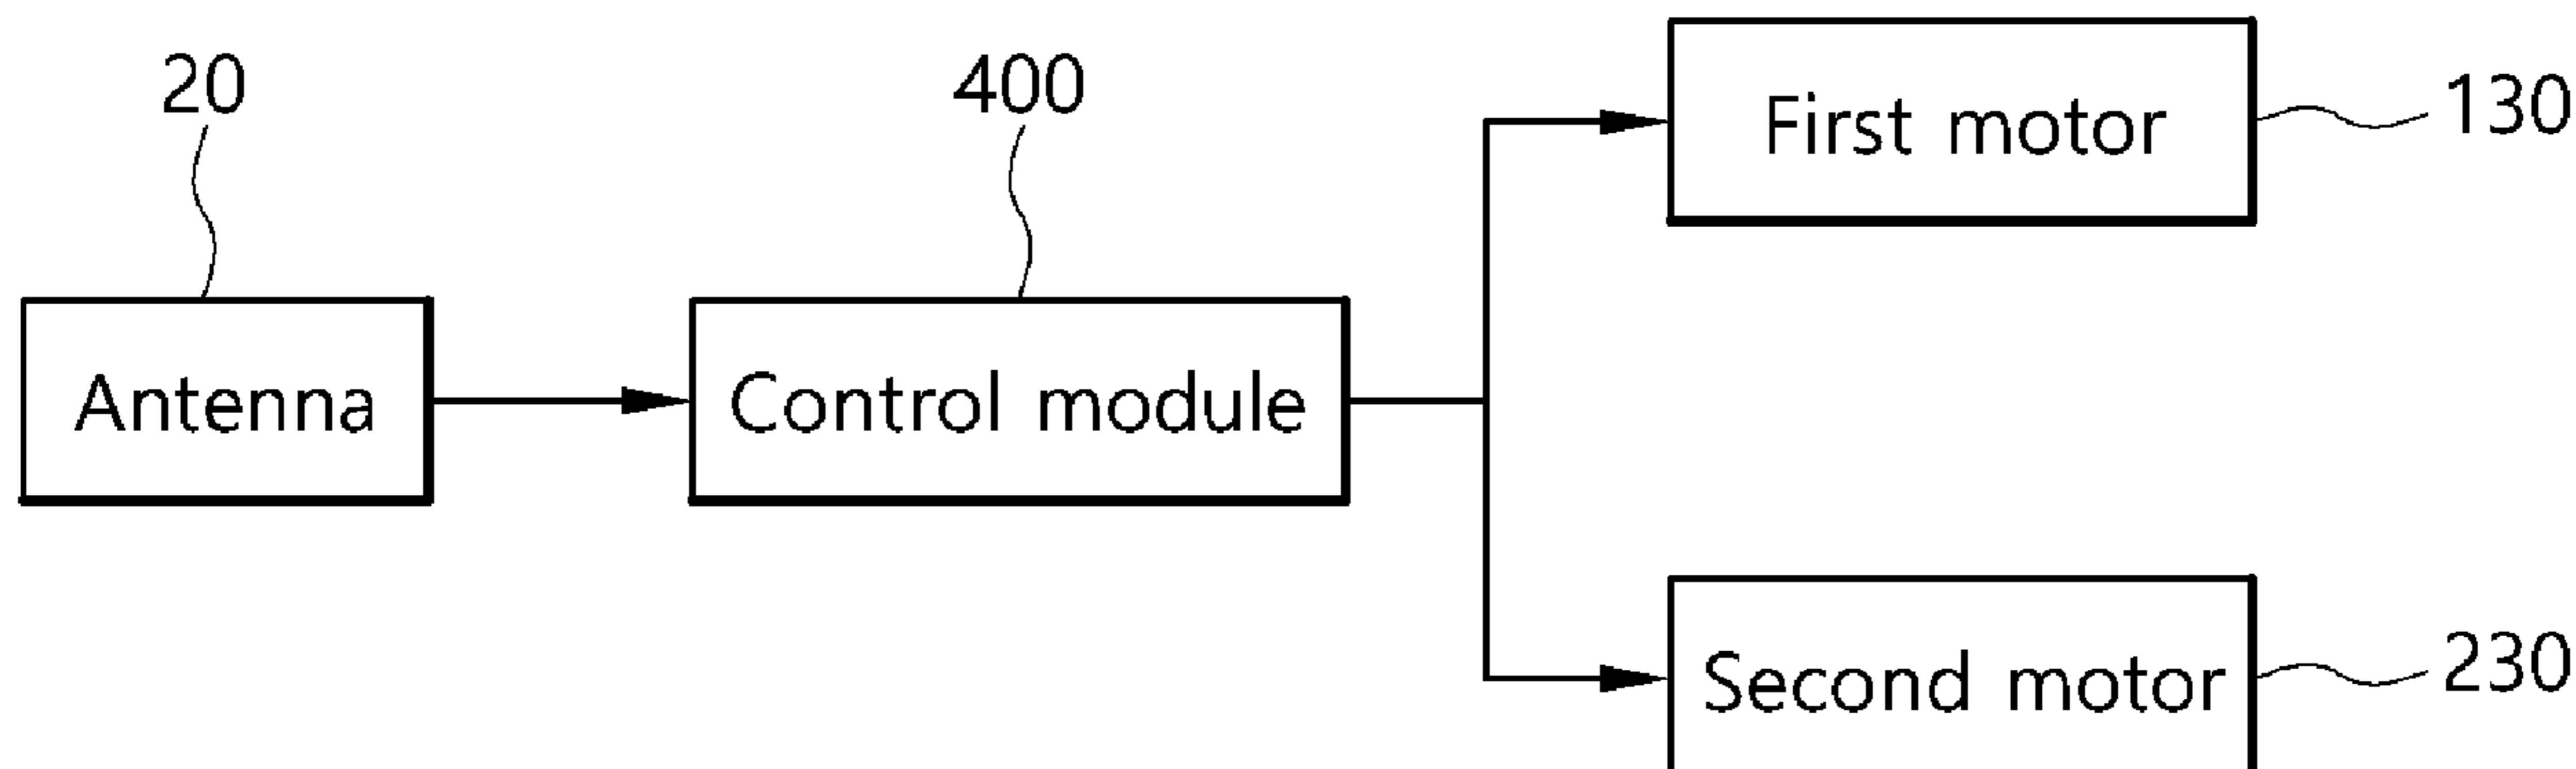 20
400
First motor
130
Antenna
Control module
Second motor
230